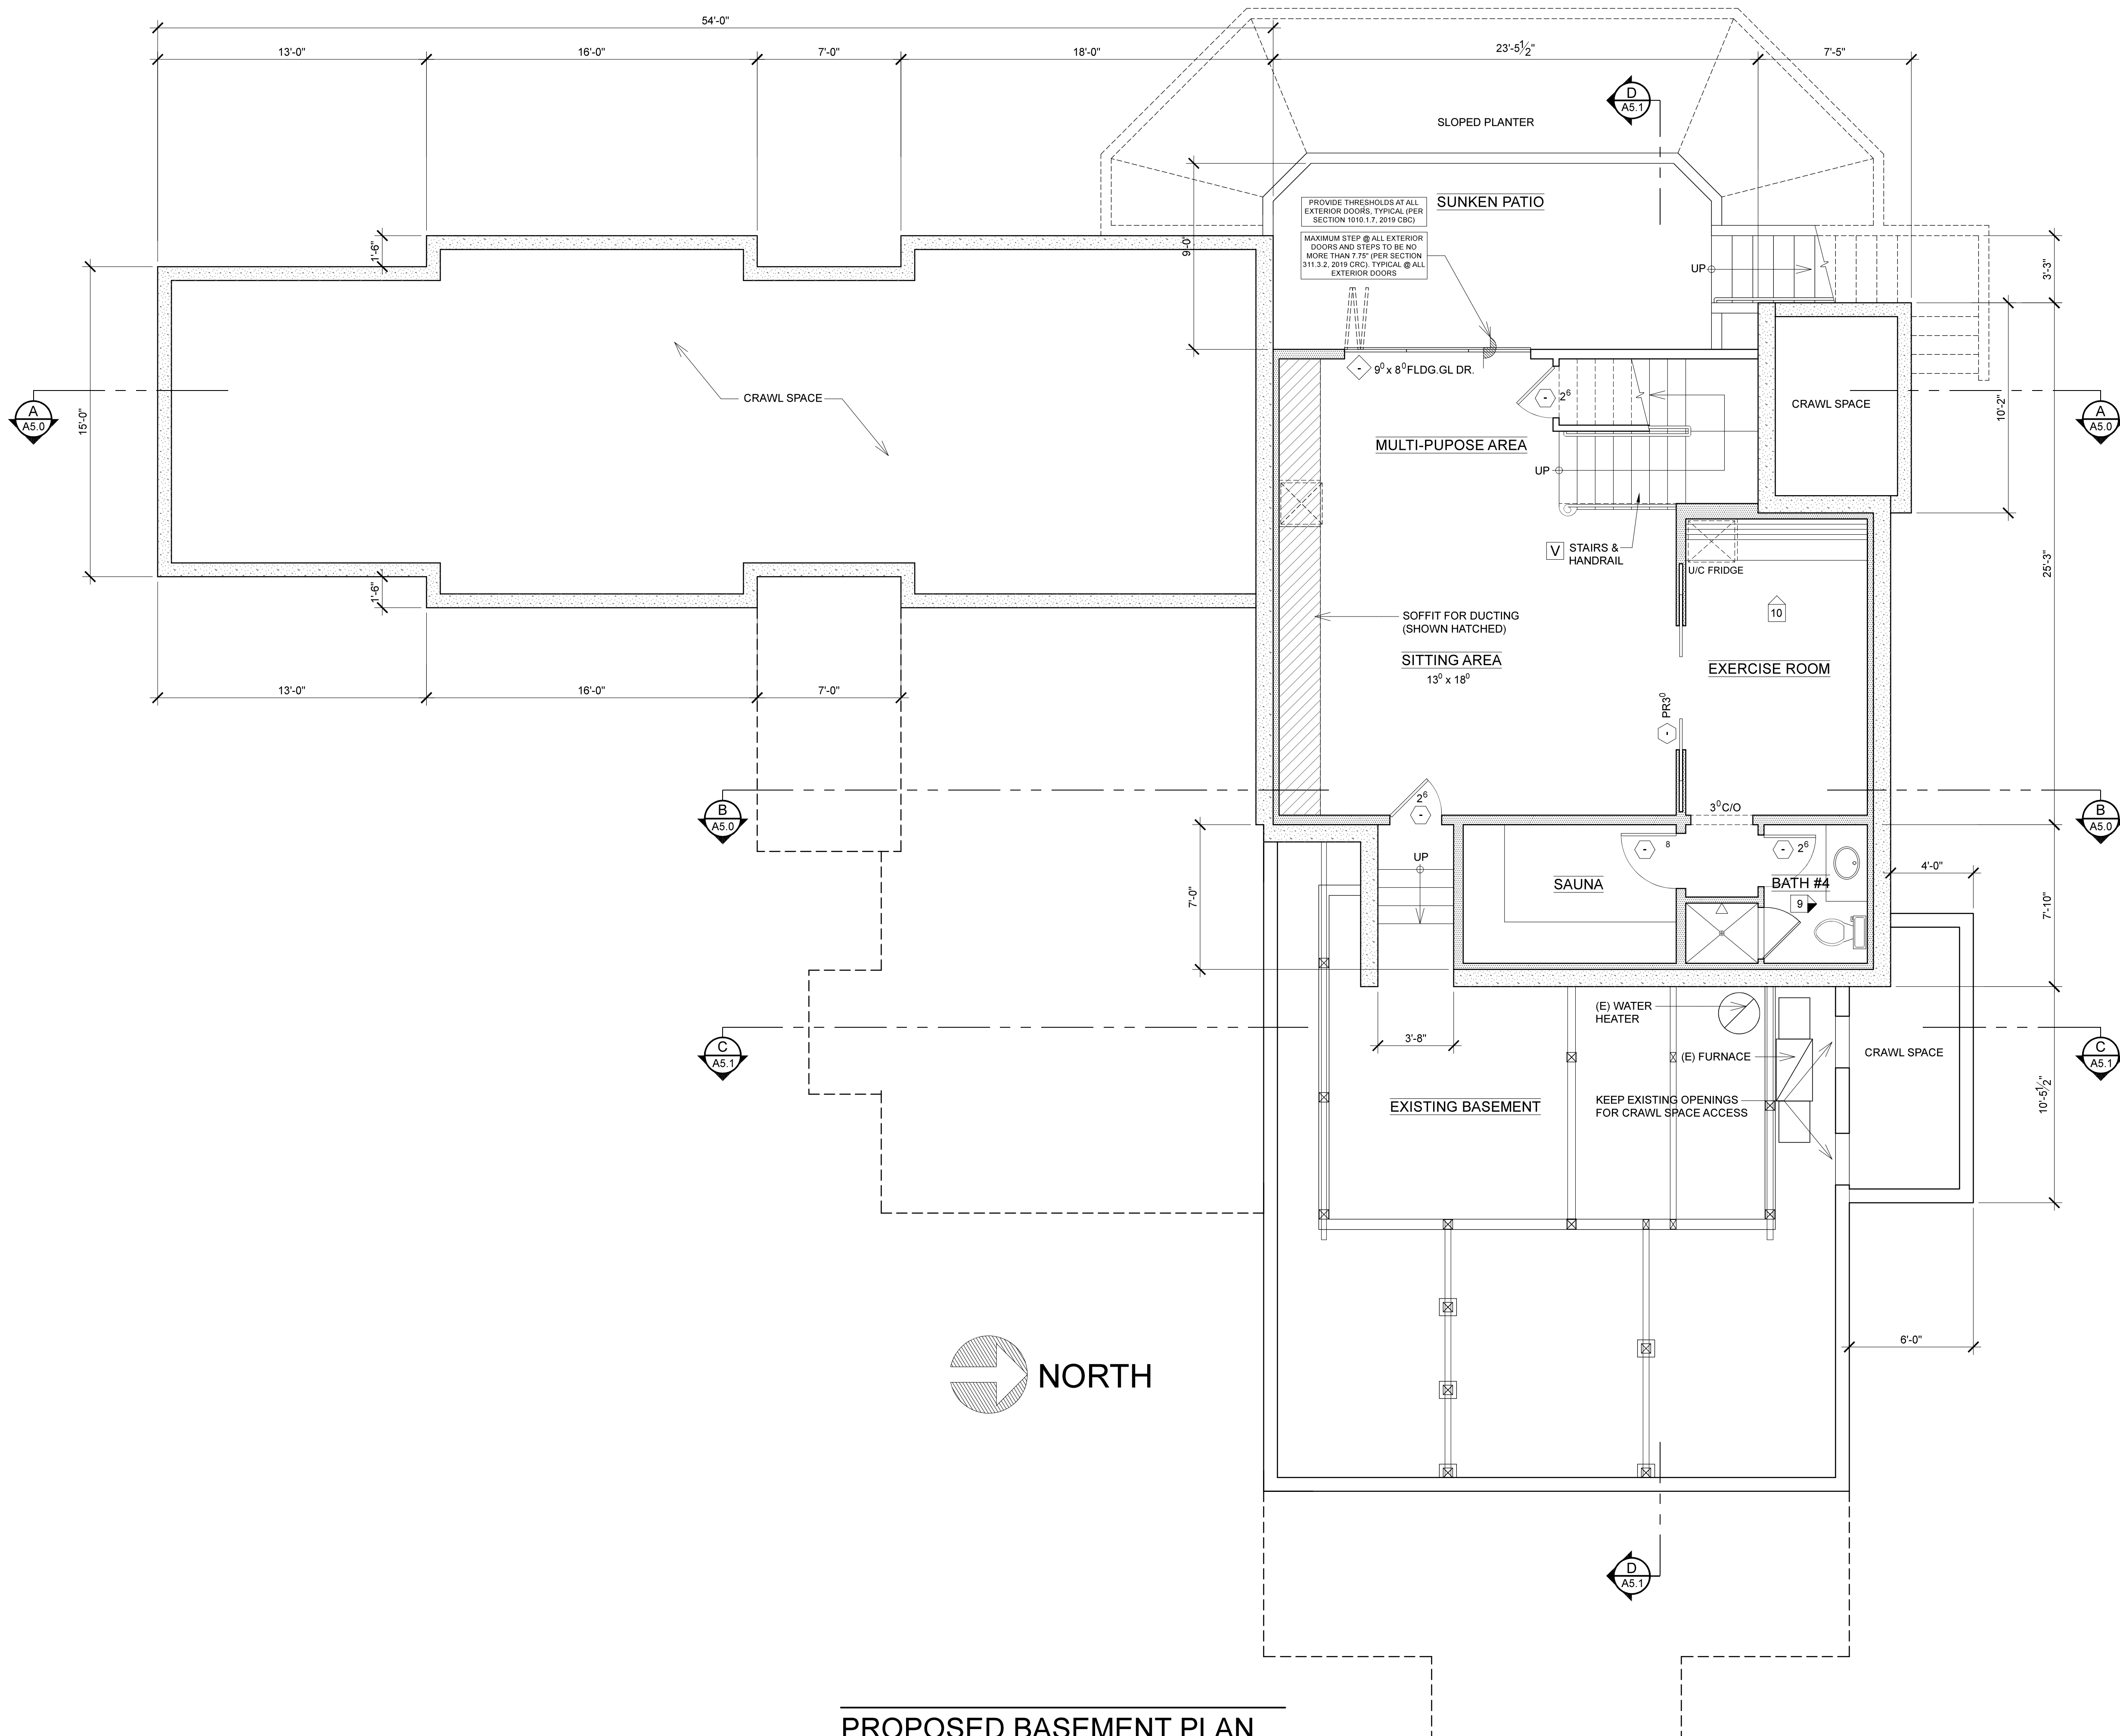 54'-0"
13'-0"
16'-0"
7'-0"
18'-0"
23'-5 1/2"
7'-5"
D
A5.1
SLOPED PLANTER
SUNKEN PATIO
PROVIDE THRESHOLDS AT ALL
EXTERIOR DOORS, TYPICAL (PER
SECTION 1010.1.7, 2019 CBC)
MAXIMUM STEP @ ALL EXTERIOR
DOORS AND STEPS TO BE NO
MORE THAN 7.75" (PER SECTION
311.3.2, 2019 CRC). TYPICAL @ ALL
EXTERIOR DOORS
1'-6"
9'-0"
UP
3'-3"
- 9⁰ x 8⁰ FLDG.GL DR.
- 2⁶
CRAWL SPACE
CRAWL SPACE
A
A5.0
15'-0"
10'-2"
A
A5.0
MULTI-PUPOSE AREA
UP
V STAIRS &
HANDRAIL
U/C FRIDGE
25'-3"
1'-6"
10
SOFFIT FOR DUCTING
(SHOWN HATCHED)
SITTING AREA
13⁰ x 18⁰
EXERCISE ROOM
13'-0"
16'-0"
7'-0"
- PR3⁰
B
A5.0
2⁶
-
3⁰ C/O
B
A5.0
UP
- 8
- 2⁶
SAUNA
BATH #4
9
4'-0"
7'-0"
7'-10"
(E) WATER
HEATER
3'-8"
C
A5.1
(E) FURNACE
CRAWL SPACE
C
A5.1
EXISTING BASEMENT
KEEP EXISTING OPENINGS
FOR CRAWL SPACE ACCESS
10'-5 1/2"
6'-0"
NORTH
D
A5.1
PROPOSED BASEMENT PLAN